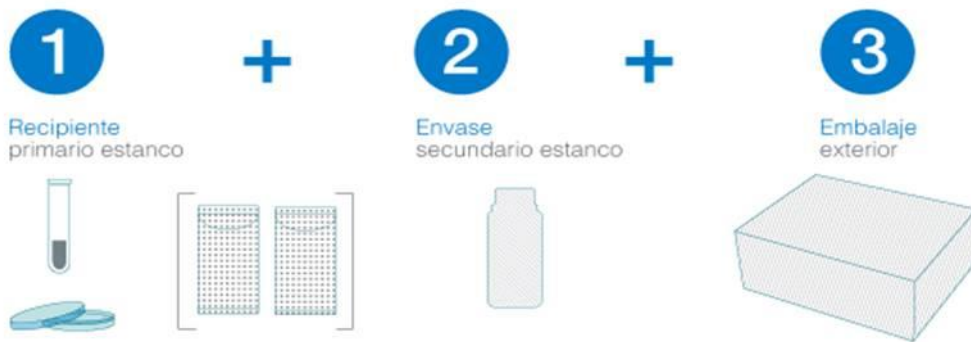 1 + 2 + 3
Recipiente
primario estanco
Envase
secundario estanco
Embalaje
exterior